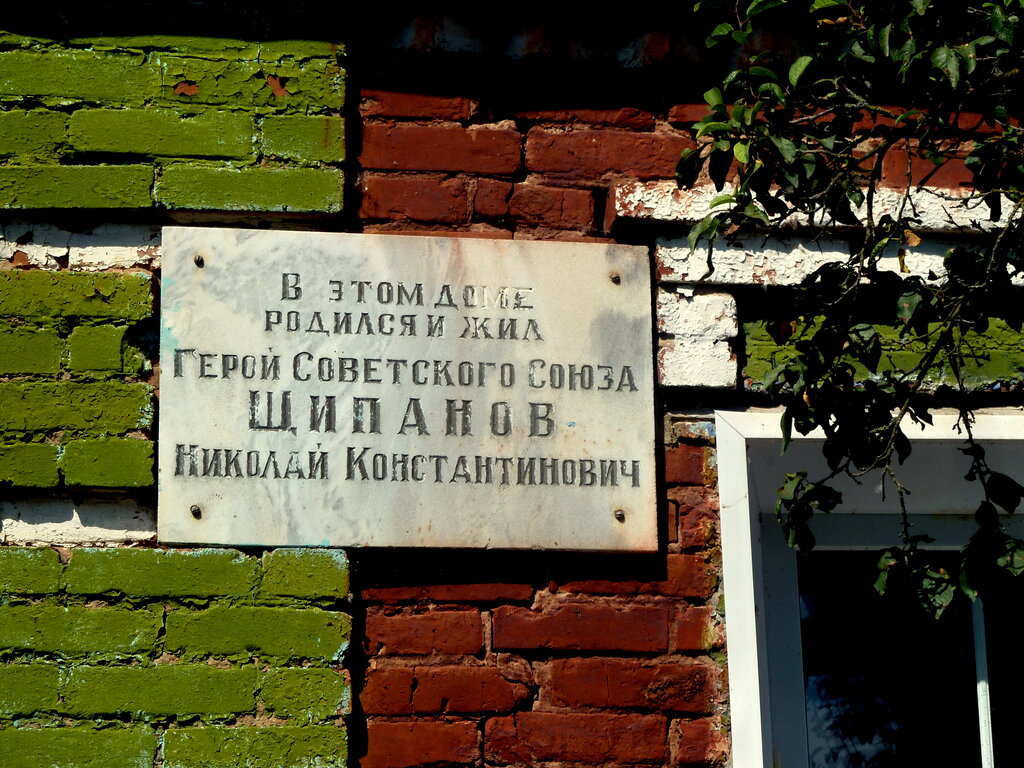 В ЭТОМ ДОМЕ
РОДИЛСЯ И ЖИЛ
ГЕРОЙ СОВЕТСКОГО СОЮЗА
ЩИПАНОВ
НИКОЛАЙ КОНСТАНТИНОВИЧ